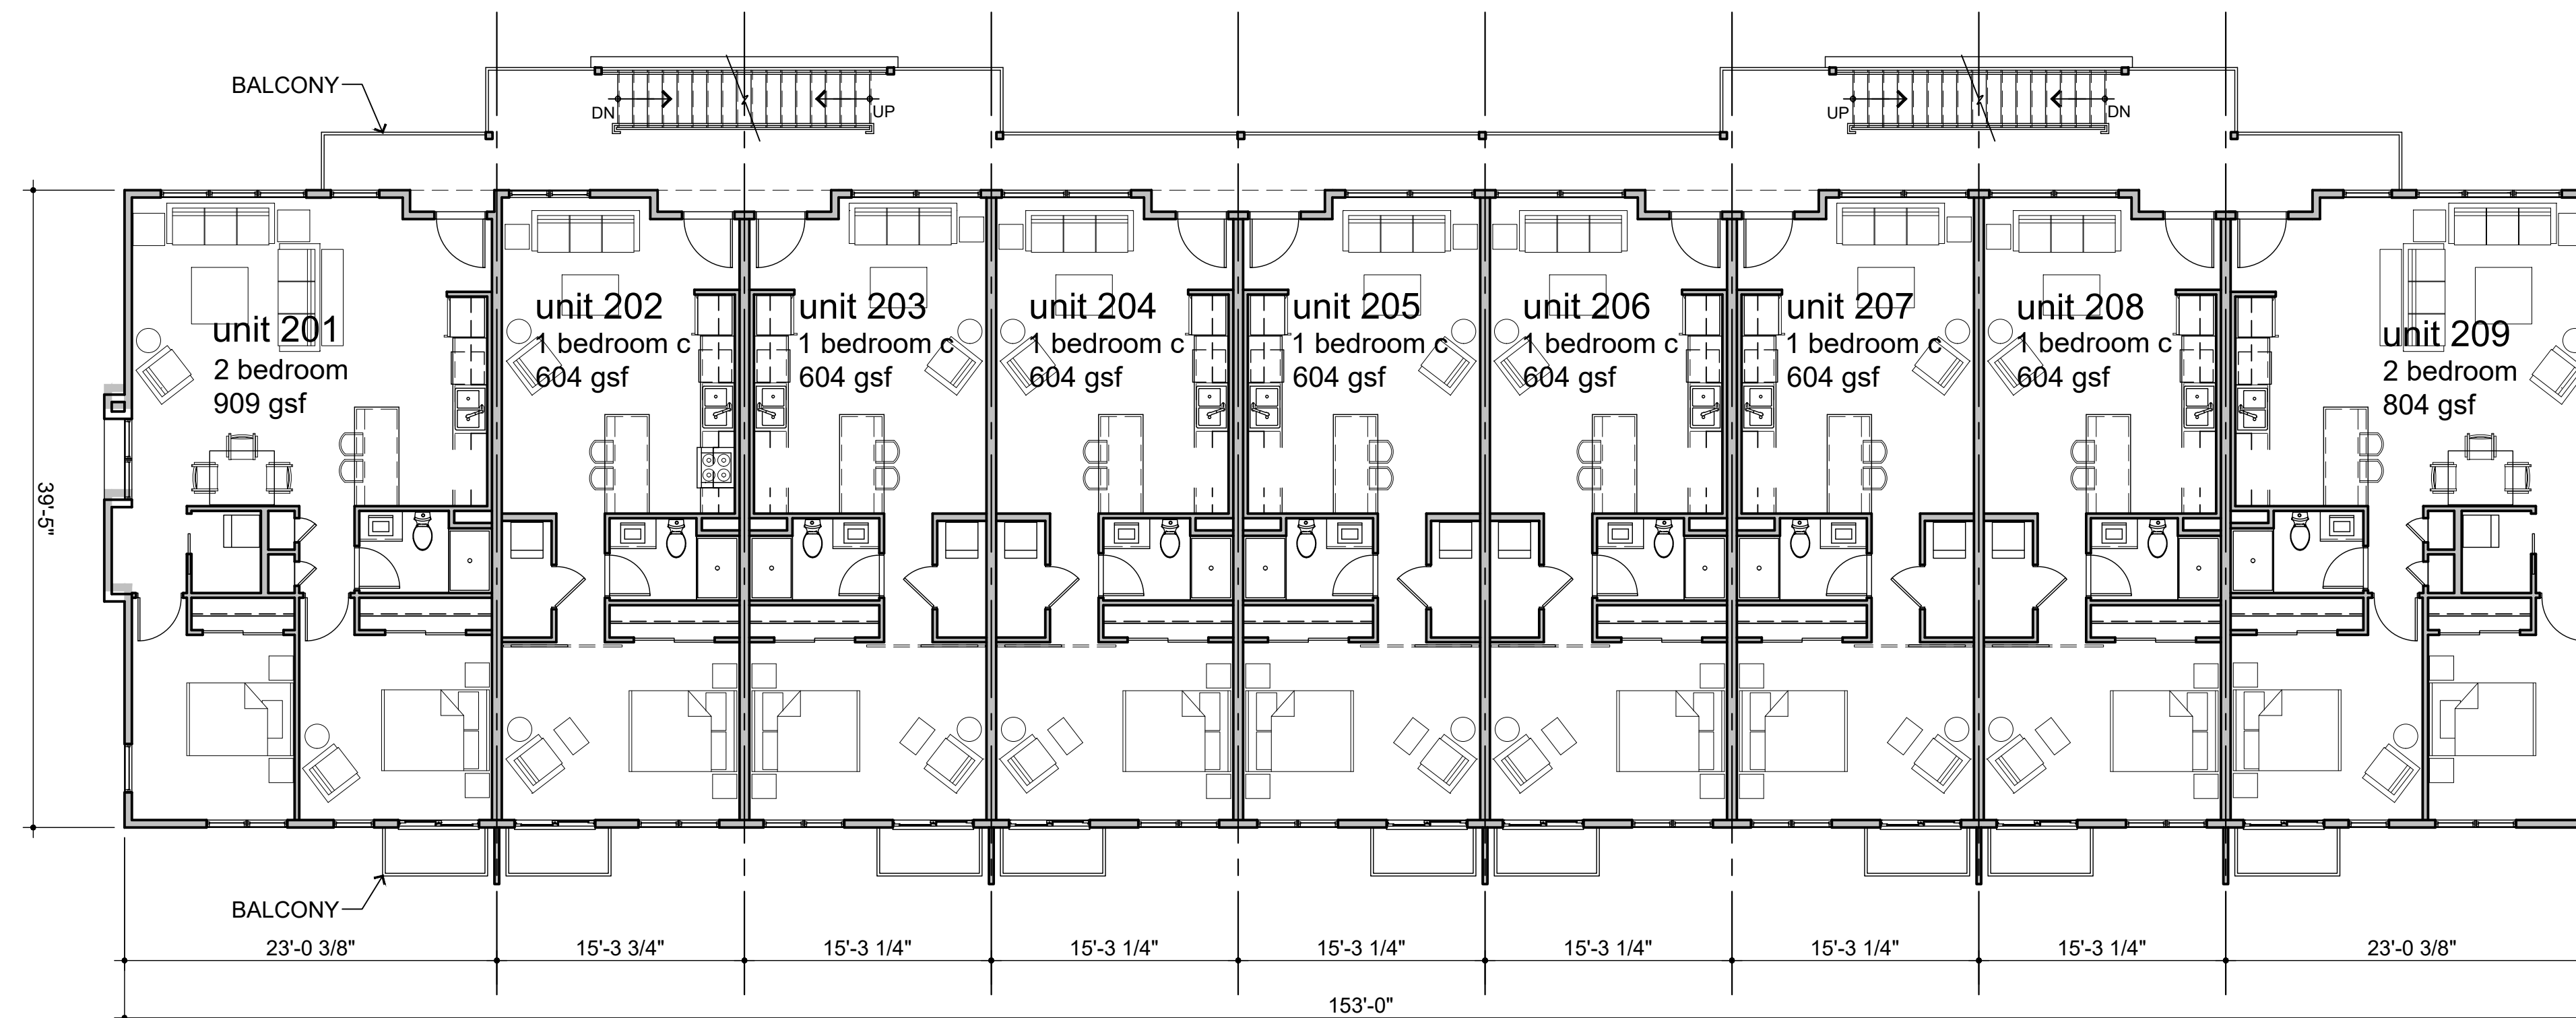 BALCONY
DN
UP
UP
DN
unit 201
2 bedroom
909 gsf
unit 202
1 bedroom c
604 gsf
unit 203
1 bedroom c
604 gsf
unit 204
1 bedroom c
604 gsf
unit 205
1 bedroom c
604 gsf
unit 206
1 bedroom c
604 gsf
unit 207
1 bedroom c
604 gsf
unit 208
1 bedroom c
604 gsf
unit 209
2 bedroom
804 gsf
39'-5"
BALCONY
23'-0 3/8"
15'-3 3/4"
15'-3 1/4"
15'-3 1/4"
15'-3 1/4"
15'-3 1/4"
15'-3 1/4"
15'-3 1/4"
23'-0 3/8"
153'-0"